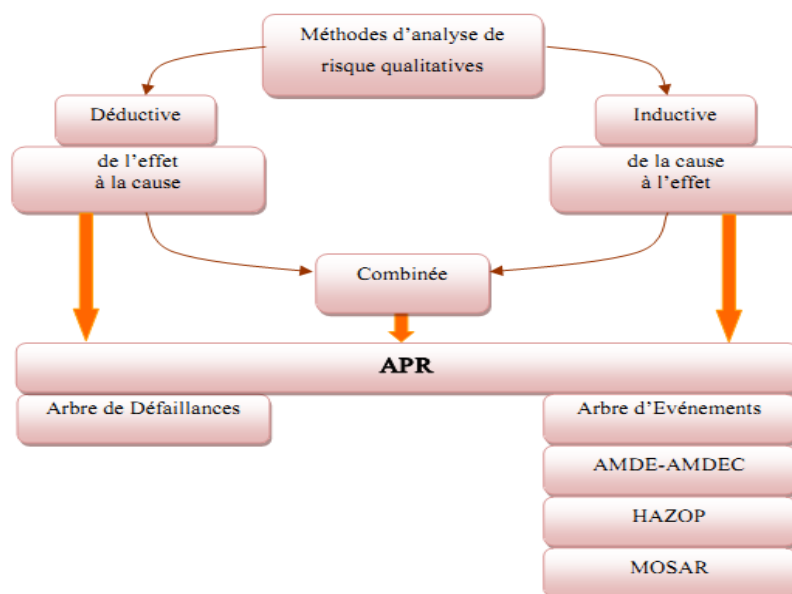 Méthodes d’analyse de
risque qualitatives
Déductive
Inductive
de l’effet
à la cause
de la cause
à l’effet
Combinée
APR
Arbre de Défaillances
Arbre d’Evénements
AMDE-AMDEC
HAZOP
MOSAR